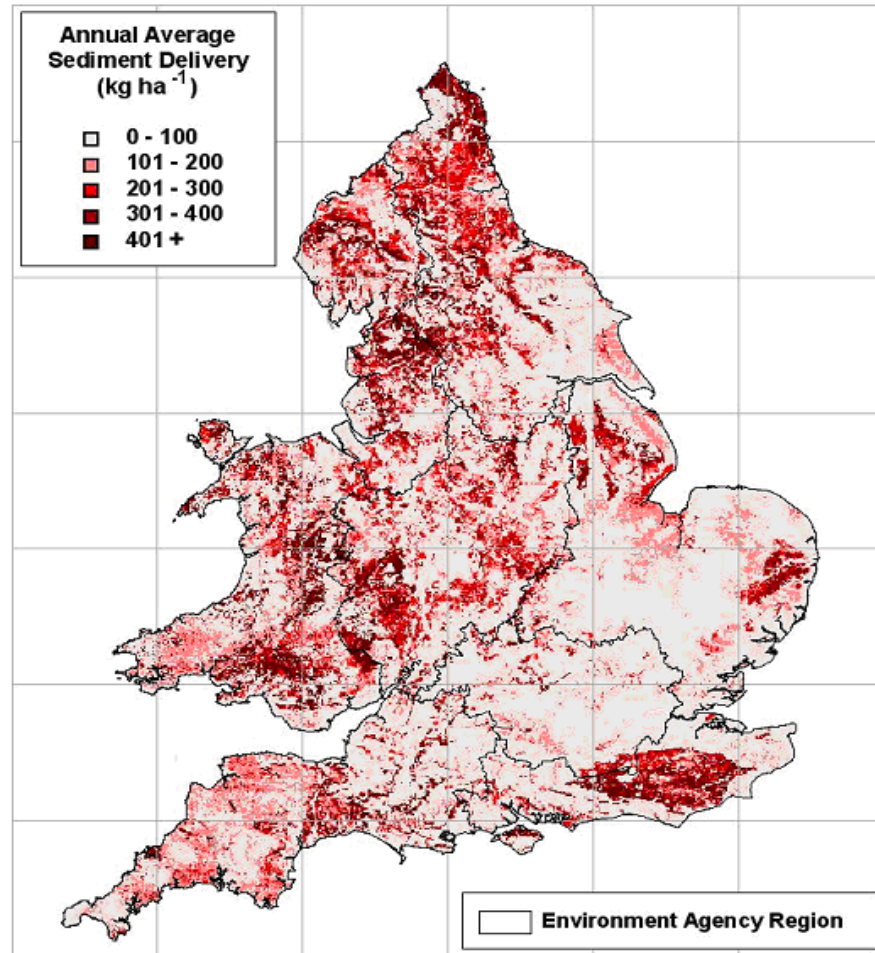 Annual Average
Sediment Delivery
(kg ha -1)
0 - 100
101 - 200
201 - 300
301 - 400
401 +
Environment Agency Region